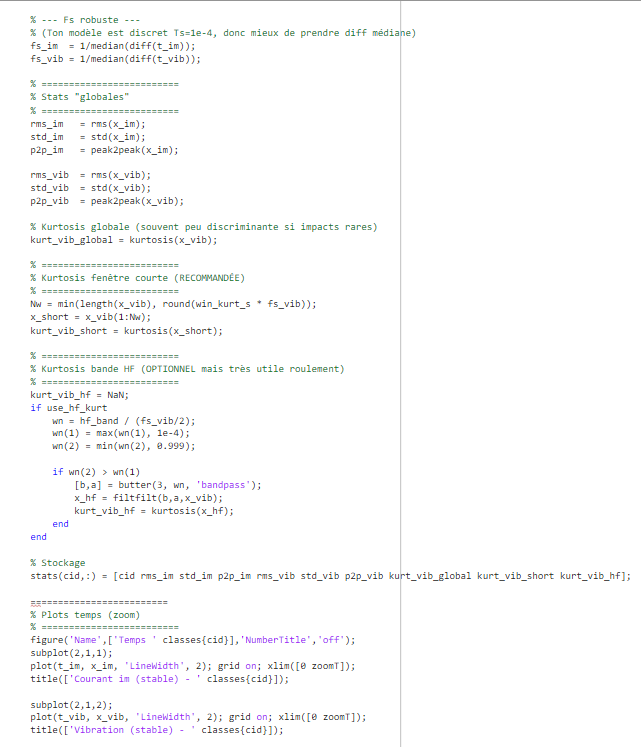 % --- Fs robuste ---
% (Ton modèle est discret Ts=1e-4, donc mieux de prendre diff médiane)
fs_im  = 1/median(diff(t_im));
fs_vib = 1/median(diff(t_vib));
% =========================
% Stats "globales"
% =========================
rms_im   = rms(x_im);
std_im   = std(x_im);
p2p_im   = peak2peak(x_im);
rms_vib  = rms(x_vib);
std_vib  = std(x_vib);
p2p_vib  = peak2peak(x_vib);
% Kurtosis globale (souvent peu discriminante si impacts rares)
kurt_vib_global = kurtosis(x_vib);
% =========================
% Kurtosis fenêtre courte (RECOMMANDÉE)
% =========================
Nw = min(length(x_vib), round(win_kurt_s * fs_vib));
x_short = x_vib(1:Nw);
kurt_vib_short = kurtosis(x_short);
% =========================
% Kurtosis bande HF (OPTIONNEL mais très utile roulement)
% =========================
kurt_vib_hf = NaN;
if use_hf_kurt
    wn = hf_band / (fs_vib/2);
    wn(1) = max(wn(1), 1e-4);
    wn(2) = min(wn(2), 0.999);
    if wn(2) > wn(1)
        [b,a] = butter(3, wn, 'bandpass');
        x_hf = filtfilt(b,a,x_vib);
        kurt_vib_hf = kurtosis(x_hf);
    end
end
% Stockage
stats(cid,:) = [cid rms_im std_im p2p_im rms_vib std_vib p2p_vib kurt_vib_global kurt_vib_short kurt_vib_hf];
=========================
% Plots temps (zoom)
% =========================
figure('Name',['Temps ' classes{cid}],'NumberTitle','off');
subplot(2,1,1);
plot(t_im, x_im, 'LineWidth', 2); grid on; xlim([0 zoomT]);
title(['Courant im (stable) - ' classes{cid}]);
subplot(2,1,2);
plot(t_vib, x_vib, 'LineWidth', 2); grid on; xlim([0 zoomT]);
title(['Vibration (stable) - ' classes{cid}]);